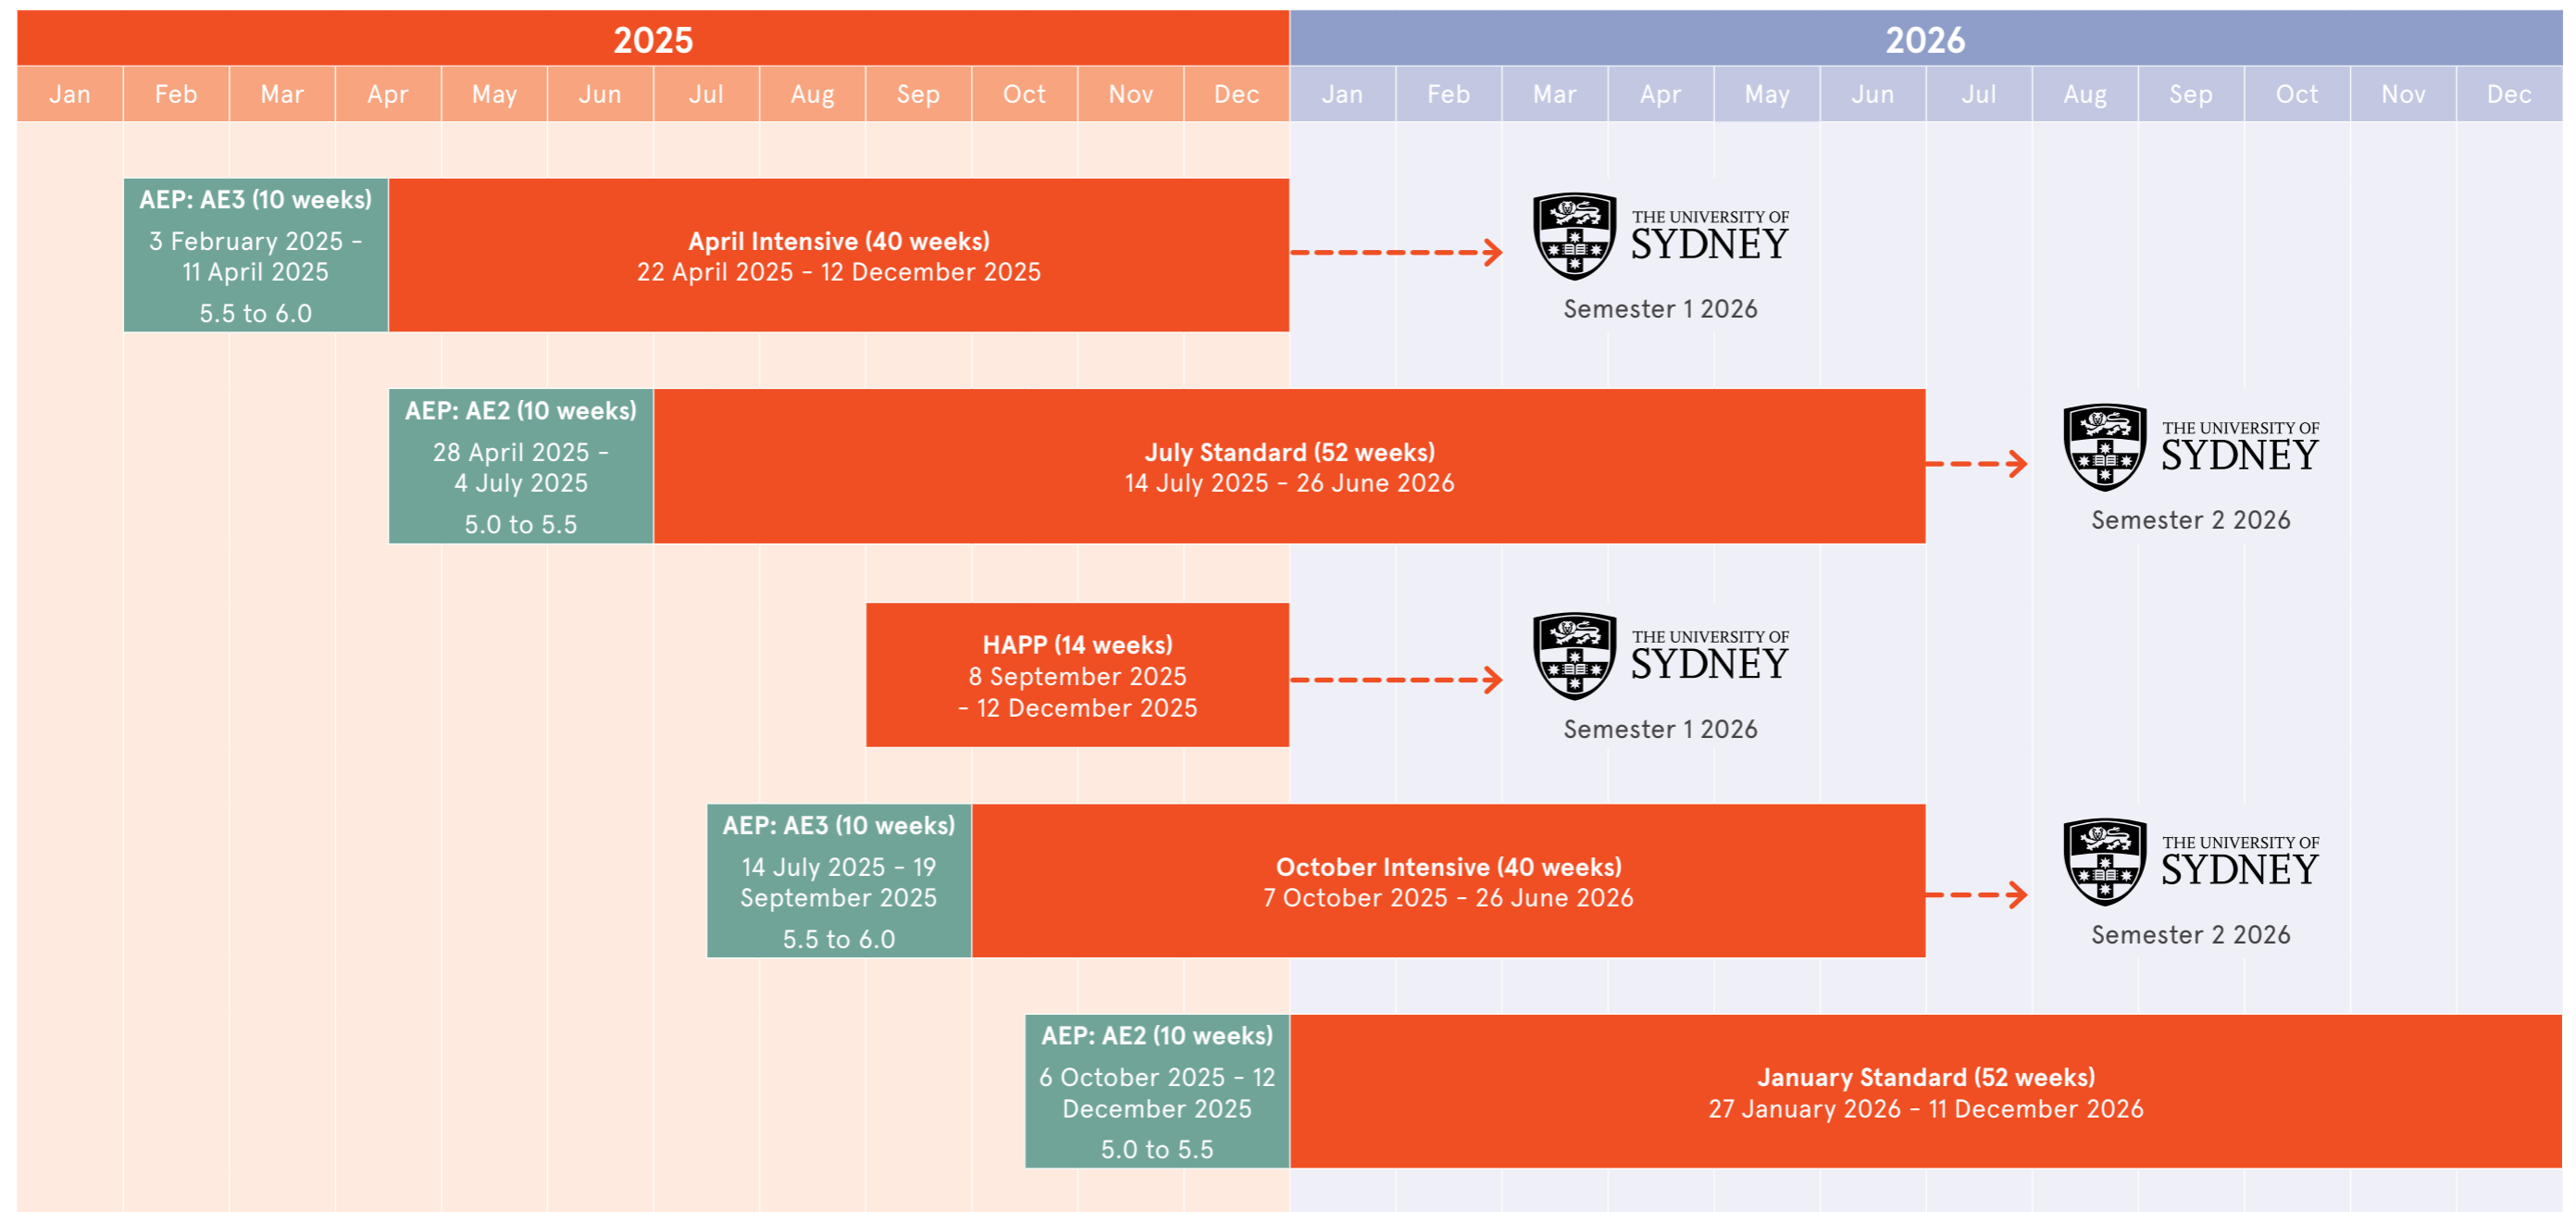 2025
2026
Jan Feb Mar Apr May Jun Jul Aug Sep Oct Nov Dec Jan Feb Mar Apr May Jun Jul Aug Sep Oct Nov Dec
AEP: AE3 (10 weeks)
3 February 2025 -
11 April 2025
5.5 to 6.0
April Intensive (40 weeks)
22 April 2025 - 12 December 2025
THE UNIVERSITY OF
SYDNEY
Semester 1 2026
AEP: AE2 (10 weeks)
28 April 2025 -
4 July 2025
5.0 to 5.5
July Standard (52 weeks)
14 July 2025 - 26 June 2026
THE UNIVERSITY OF
SYDNEY
Semester 2 2026
HAPP (14 weeks)
8 September 2025
- 12 December 2025
THE UNIVERSITY OF
SYDNEY
Semester 1 2026
AEP: AE3 (10 weeks)
14 July 2025 - 19
September 2025
5.5 to 6.0
October Intensive (40 weeks)
7 October 2025 - 26 June 2026
THE UNIVERSITY OF
SYDNEY
Semester 2 2026
AEP: AE2 (10 weeks)
6 October 2025 - 12
December 2025
5.0 to 5.5
January Standard (52 weeks)
27 January 2026 - 11 December 2026